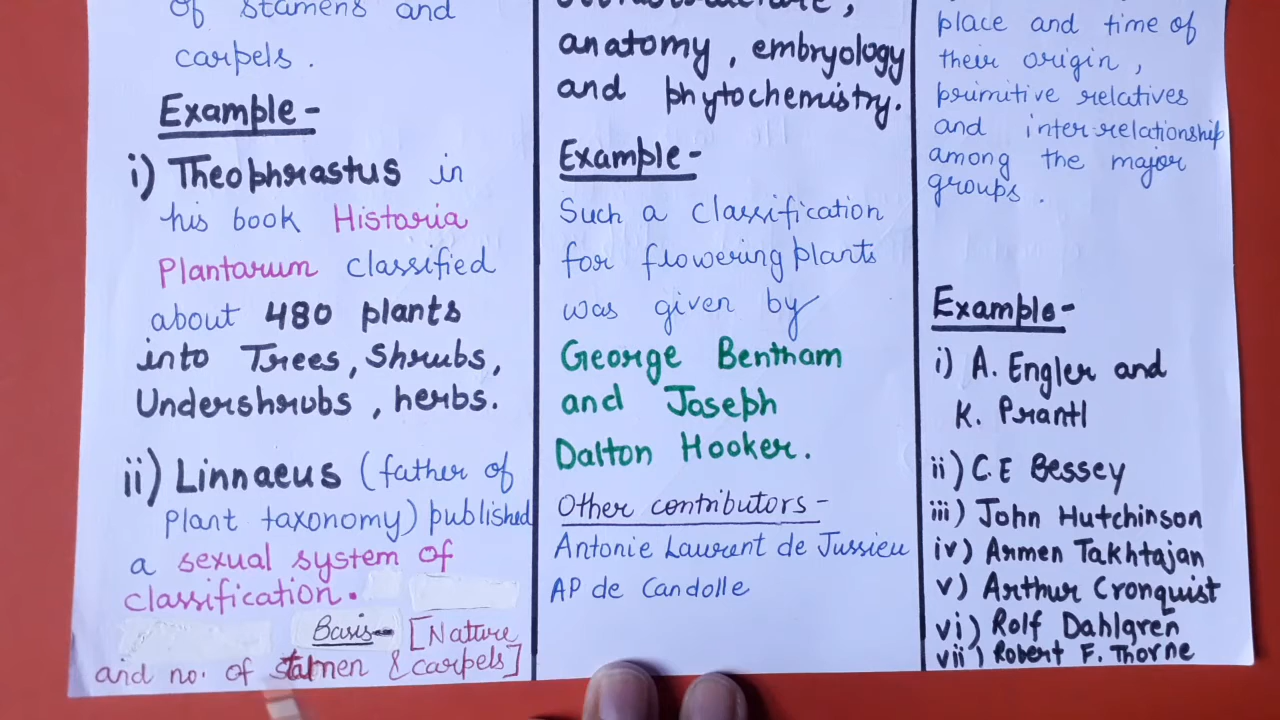 of stamens and
carpels.
Example-
i) Theophrastus in
his book Historia
Plantarum classified
about 480 plants
into Trees, Shrubs,
Undershrubs, herbs.
ii) Linnaeus (father of
plant taxonomy) published
a sexual system of
classification.
Basis- [Nature
and no. of stamen & carpels]
anatomy, embryology
and phytochemistry.
Example-
Such a classification
for flowering plants
was given by
George Bentham
and Joseph
Dalton Hooker.
Other contributors-
Antonie Laurent de Jussieu
AP de Candolle
place and time of
their origin,
primitive relatives
and inter-relationship
among the major
groups.
Example-
i) A. Engler and
K. Prantl
ii) C.E Bessey
iii) John Hutchinson
iv) Armen Takhtajan
v) Arthur Cronquist
vi) Rolf Dahlgren
vii) Robert F. Thorne